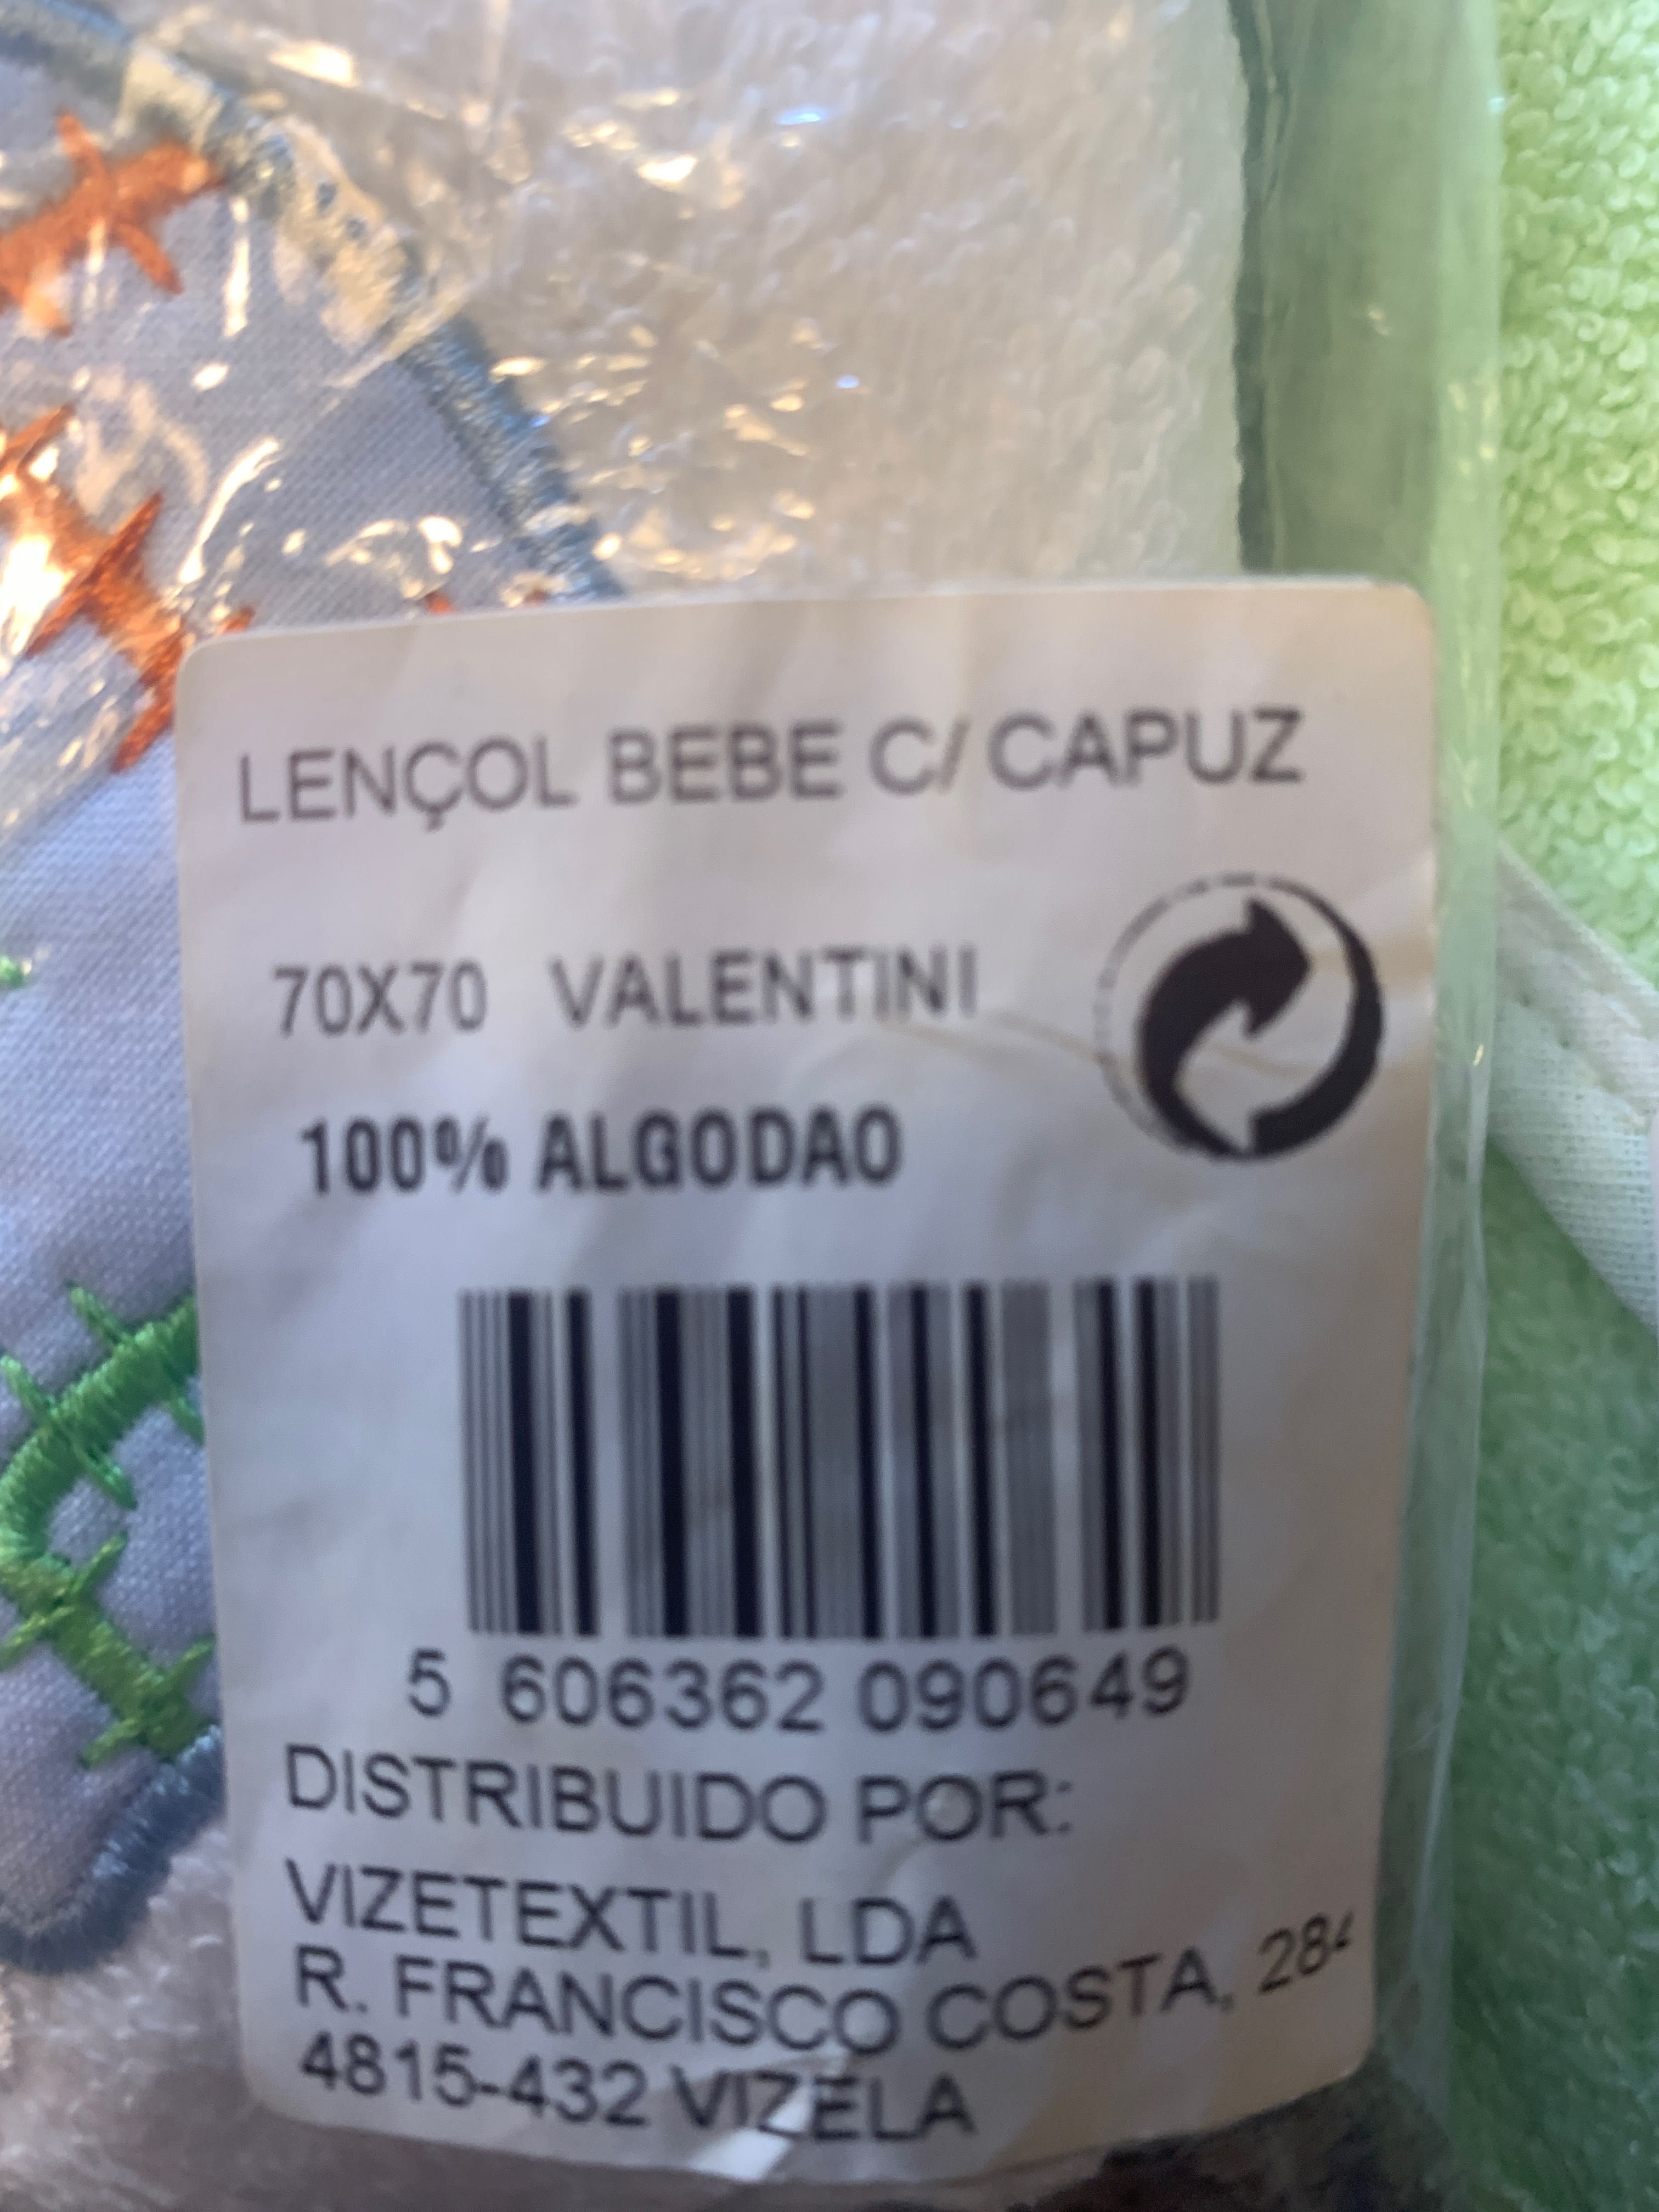 LENÇOL BEBE C/ CAPUZ
70X70 VALENTINI
100% ALGODAO
5 606362 090649
DISTRIBUIDO POR:
VIZETEXTIL, LDA
R. FRANCISCO COSTA,
4815-432 VIZELA